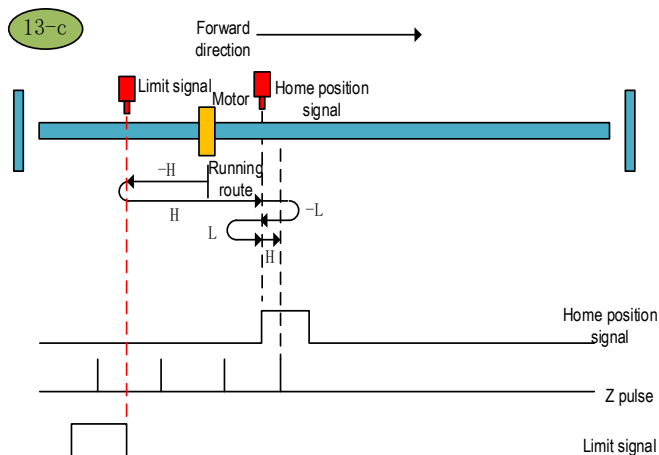 13-c
Forward
direction
Limit signal
Motor
Home position
signal
Running
route
-H
H
-L
L
H
Home position
signal
Z pulse
Limit signal